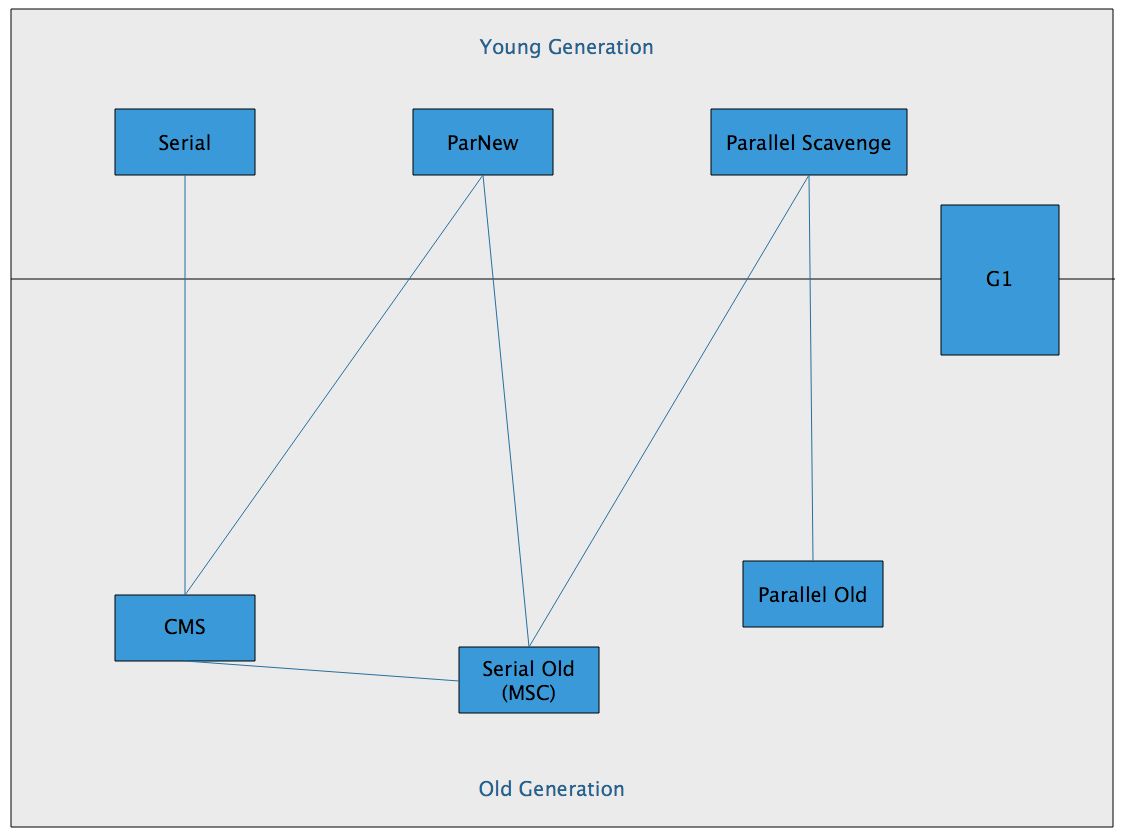 Young Generation
Serial
ParNew
Parallel Scavenge
G1
Parallel Old
CMS
Serial Old
(MSC)
Old Generation